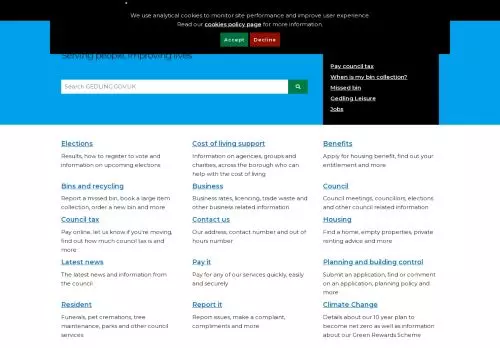 We use analytical cookies to monitor site performance and improve user experience
Read our cookies policy page for more information.
Accept Decline
Serving people, improving lives
Search GEDLING.GOV.UK
Pay council tax
When is my bin collection?
Missed bin
Gedling Leisure
Jobs
Elections
Results, how to register to vote and
information on upcoming elections
Cost of living support
Information on agencies, groups and
charities, across the borough who can
help with the cost of living
Benefits
Apply for housing benefit, find out your
entitlement and more
Bins and recycling
Report a missed bin, book a large item
collection, order a new bin and more
Business
Business rates, licencing, trade waste and
other business related information
Council
Council meetings, councillors, elections and
other council related information
Council tax
Pay online, let us know if you're moving,
find out how much council tax is and more
Contact us
Our address, contact number and out of
hours number
Housing
Find a home, empty properties, private
renting advice and more
Latest news
The latest news and information from
the council
Pay it
Pay for any of our services quickly, easily
and securely
Planning and building control
Submit an application, find or comment
on an application, planning policy and
more
Resident
Funerals, pet cremations, tree
maintenance, parks and other council
services
Report it
Report issues, make a complaint,
compliments and more
Climate Change
Details about our 10 year plan to
become net zero as well as information
about our Green Rewards Scheme